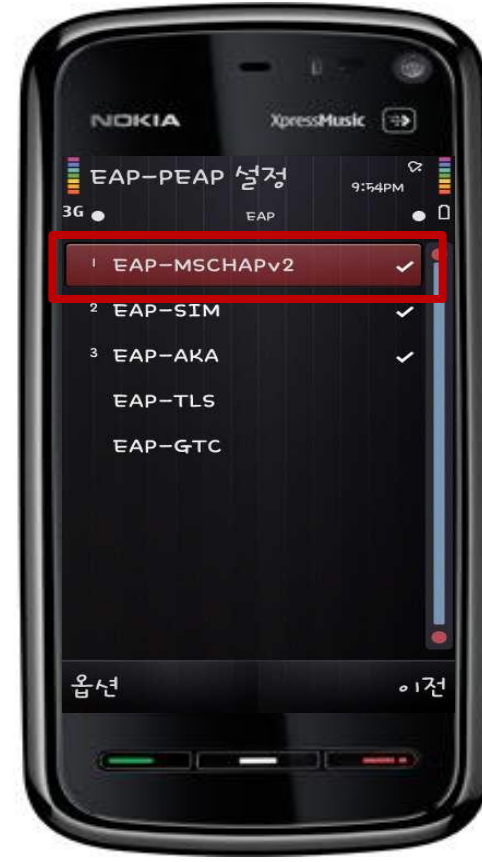 NOKIA XpressMusic
EAP-PEAP 설정 9:54PM
3G EAP
1 EAP-MSCHAPv2
2 EAP-SIM
3 EAP-AKA
EAP-TLS
EAP-GTC
옵션 이전